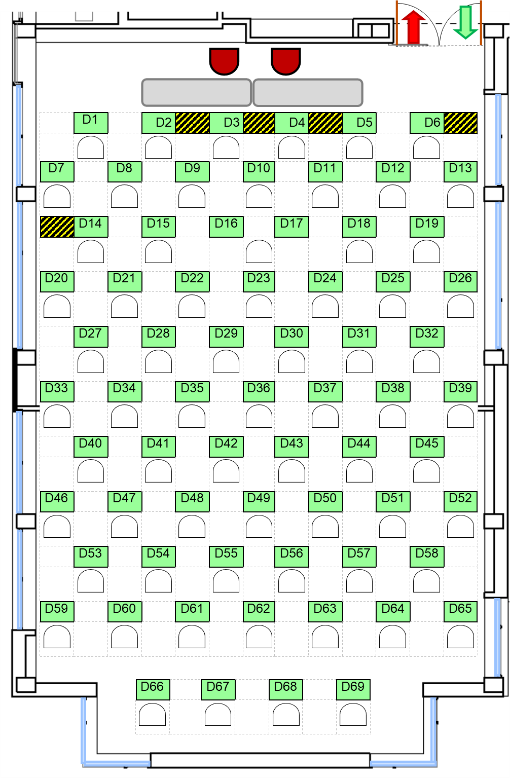 D1 D2 D3 D4 D5 D6
D7 D8 D9 D10 D11 D12 D13
D14 D15 D16 D17 D18 D19
D20 D21 D22 D23 D24 D25 D26
D27 D28 D29 D30 D31 D32
D33 D34 D35 D36 D37 D38 D39
D40 D41 D42 D43 D44 D45
D46 D47 D48 D49 D50 D51 D52
D53 D54 D55 D56 D57 D58
D59 D60 D61 D62 D63 D64 D65
D66 D67 D68 D69